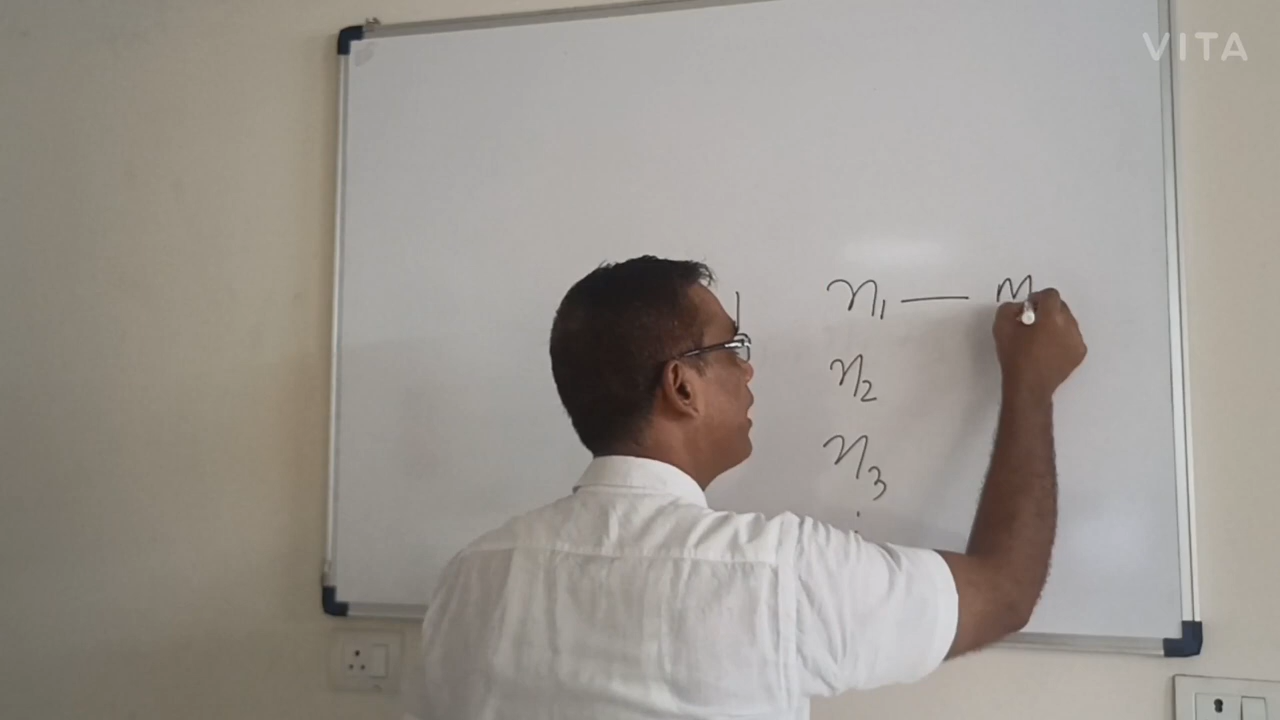 VITA
n₁ — M
n₂
n₃